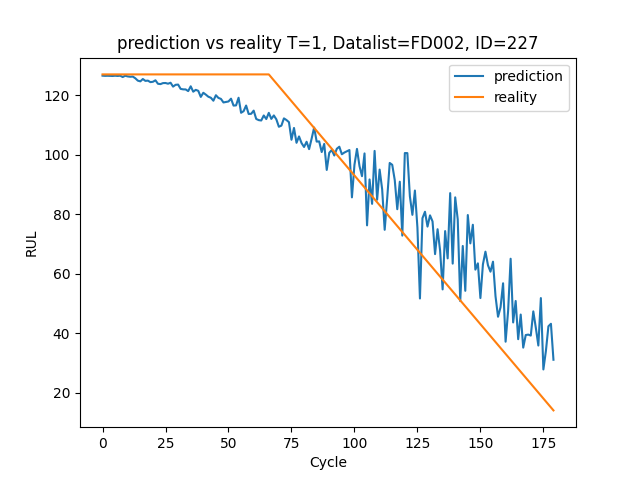 prediction vs reality T=1, Datalist=FD002, ID=227
prediction
reality
RUL
120
100
80
60
40
20
0 25 50 75 100 125 150 175
Cycle